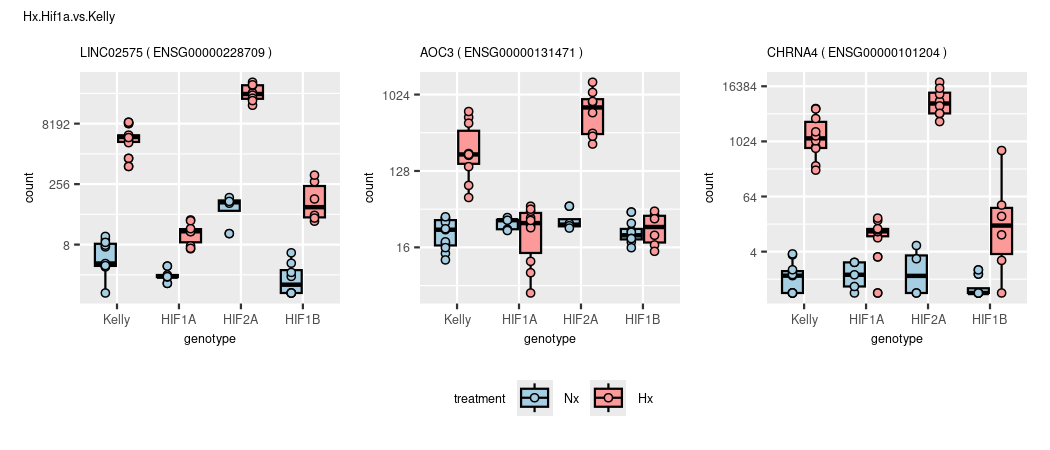 Hx.Hif1a.vs.Kelly
LINC02575 ( ENSG00000228709 )
count
8192
256
8
Kelly
HIF1A
HIF2A
HIF1B
genotype
AOC3 ( ENSG00000131471 )
count
1024
128
16
Kelly
HIF1A
HIF2A
HIF1B
genotype
CHRNA4 ( ENSG00000101204 )
count
16384
1024
64
4
Kelly
HIF1A
HIF2A
HIF1B
genotype
treatment Nx Hx